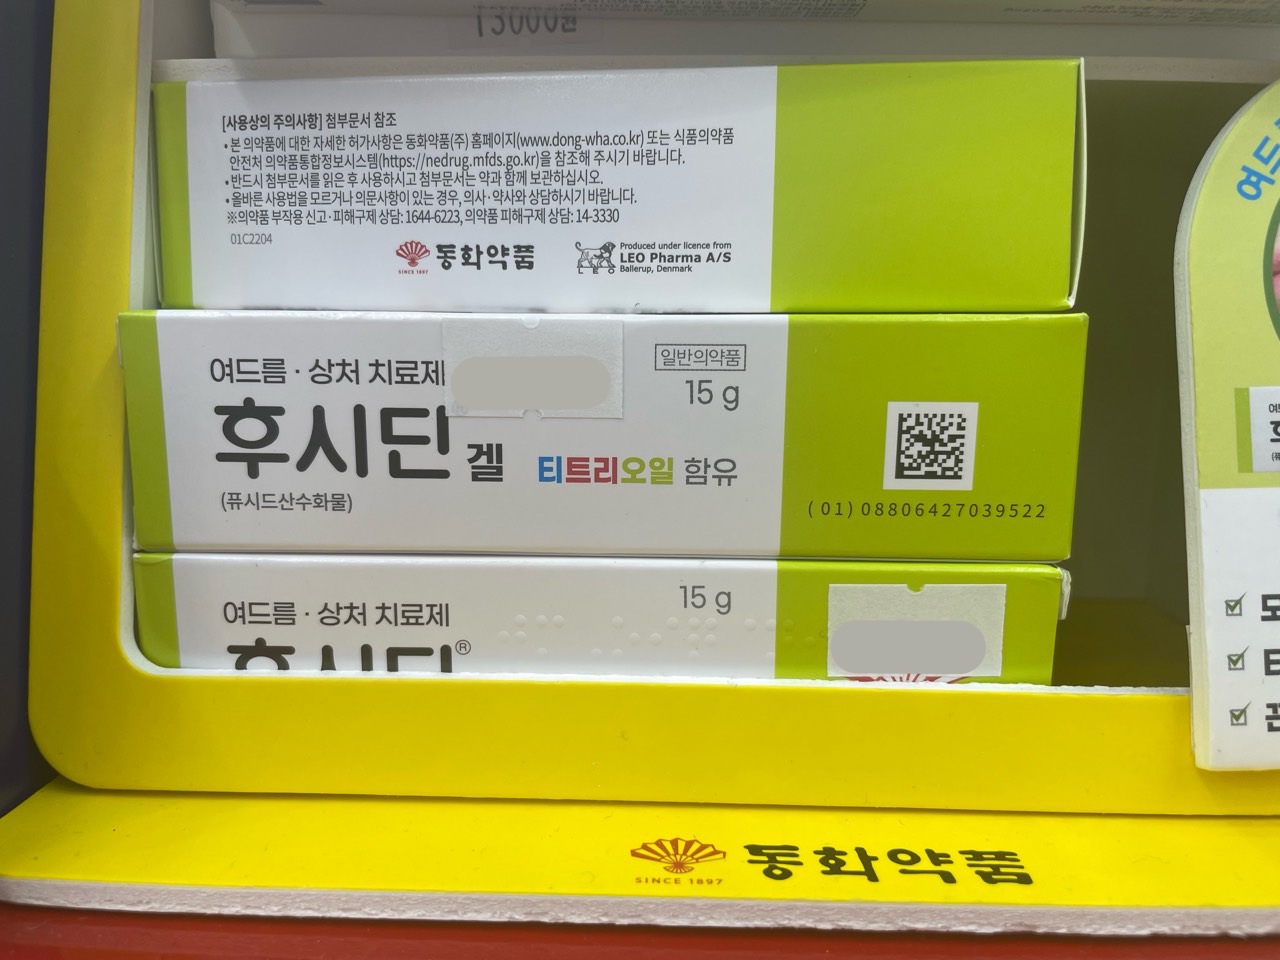 13000원
[사용상의 주의사항] 첨부문서 참조
• 본 의약품에 대한 자세한 허가사항은 동화약품(주) 홈페이지(www.dong-wha.co.kr) 또는 식품의약품
안전처 의약품통합정보시스템(https://nedrug.mfds.go.kr)을 참조해 주시기 바랍니다.
• 반드시 첨부문서를 읽은 후 사용하시고 첨부문서는 약과 함께 보관하십시오.
• 올바른 사용법을 모르거나 의문사항이 있는 경우, 의사·약사와 상담하시기 바랍니다.
※의약품 부작용 신고·피해구제 상담: 1644-6223, 의약품 피해구제 상담: 14-3330
01C2204
SINCE 1897
동화약품
LEO
Produced under licence from
LEO Pharma A/S
Ballerup, Denmark
여드름 · 상처 치료제
일반의약품
15 g
후시딘 겔
티트리오일 함유
(퓨시드산수화물)
(01)08806427039522
여드름 · 상처 치료제
15 g
후시딘®
여드
SINCE 1897
동화약품